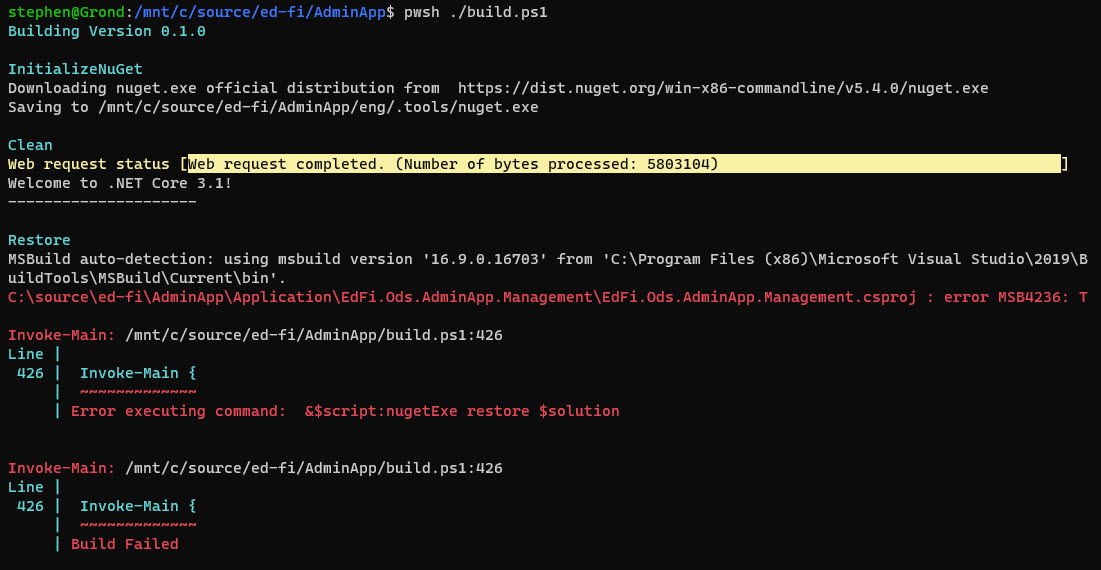 stephen@Grond:/mnt/c/source/ed-fi/AdminApp$ pwsh ./build.ps1
Building Version 0.1.0
InitializeNuGet
Downloading nuget.exe official distribution from  https://dist.nuget.org/win-x86-commandline/v5.4.0/nuget.exe
Saving to /mnt/c/source/ed-fi/AdminApp/eng/.tools/nuget.exe
Clean
Web request status [Web request completed. (Number of bytes processed: 5803104)                                      ]
Welcome to .NET Core 3.1!
---------------------
Restore
MSBuild auto-detection: using msbuild version '16.9.0.16703' from 'C:\Program Files (x86)\Microsoft Visual Studio\2019\B
uildTools\MSBuild\Current\bin'.
C:\source\ed-fi\AdminApp\Application\EdFi.Ods.AdminApp.Management\EdFi.Ods.AdminApp.Management.csproj : error MSB4236: T
Invoke-Main: /mnt/c/source/ed-fi/AdminApp/build.ps1:426
Line |
 426 |  Invoke-Main {
     |  ~~~~~~~~~~~~~
     | Error executing command:  &$script:nugetExe restore $solution
Invoke-Main: /mnt/c/source/ed-fi/AdminApp/build.ps1:426
Line |
 426 |  Invoke-Main {
     |  ~~~~~~~~~~~~~
     | Build Failed